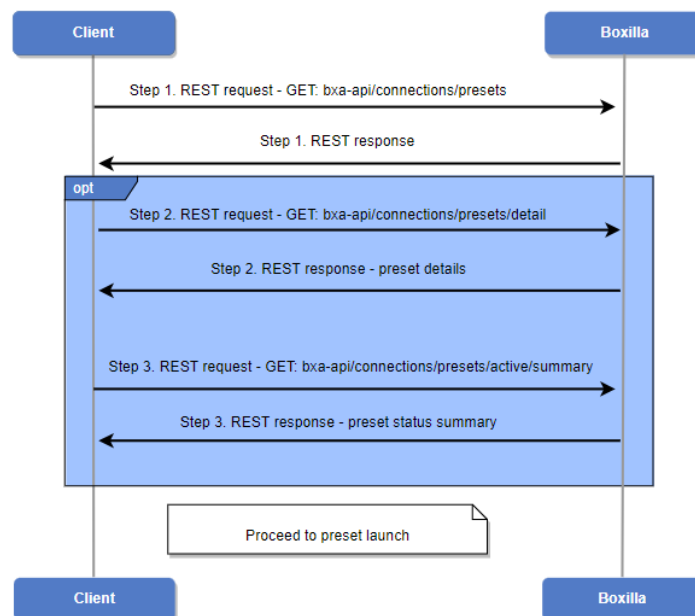 Client
Boxilla
Step 1. REST request - GET: bxa-api/connections/presets
Step 1. REST response
opt
Step 2. REST request - GET: bxa-api/connections/presets/detail
Step 2. REST response - preset details
Step 3. REST request - GET: bxa-api/connections/presets/active/summary
Step 3. REST response - preset status summary
Proceed to preset launch
Client
Boxilla